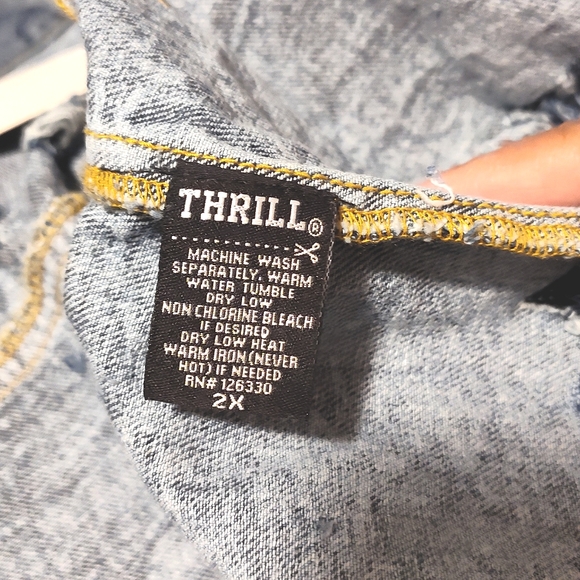 THRILL®
MACHINE WASH
SEPARATELY. WARM
WATER TUMBLE
DRY LOW
NON CHLORINE BLEACH
IF DESIRED
DRY LOW HEAT
WARM IRON(NEVER
HOT) IF NEEDED
RN# 126330
2X